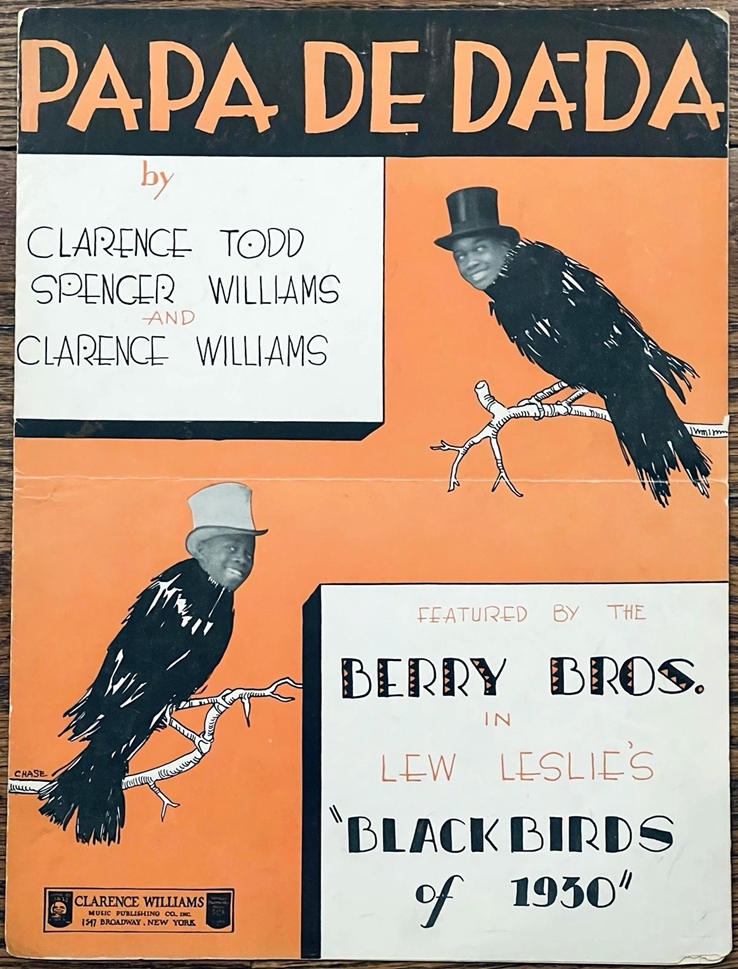 PAPA DE DA-DA
by
CLARENCE TODD
SPENCER WILLIAMS
AND
CLARENCE WILLIAMS
FEATURED BY THE
BERRY BROS.
IN
LEW LESLIE'S
"BLACKBIRDS
of 1930"
CHASE
CLARENCE WILLIAMS
MUSIC PUBLISHING CO. INC.
1547 BROADWAY, NEW YORK